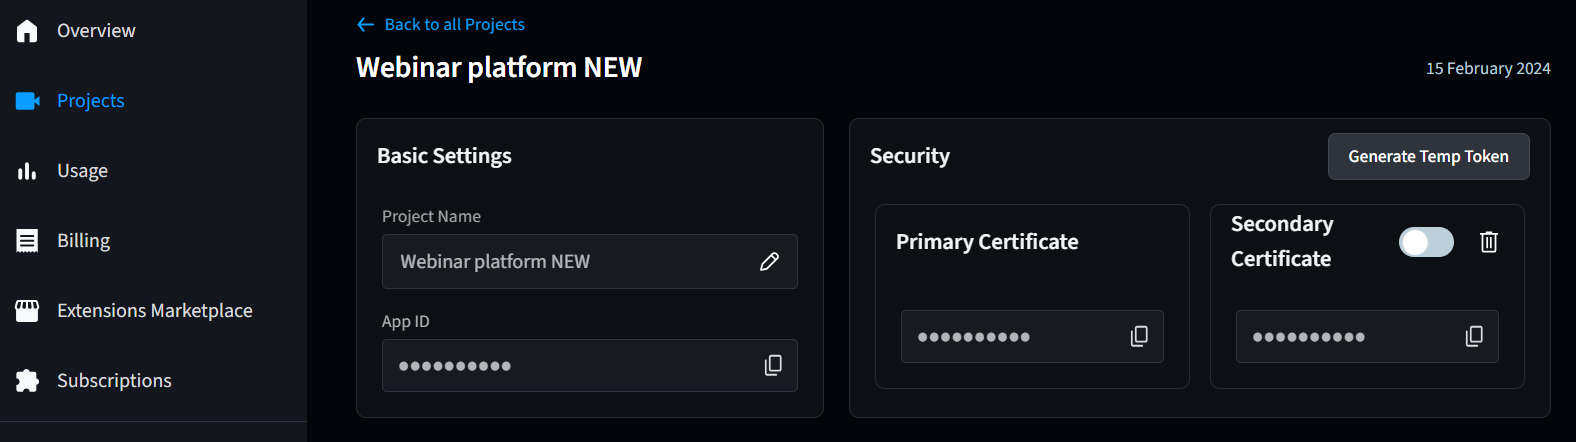 Overview
Projects
Usage
Billing
Extensions Marketplace
Subscriptions
Back to all Projects
Webinar platform NEW
15 February 2024
Basic Settings
Project Name
Webinar platform NEW
App ID
••••••••••
Security
Generate Temp Token
Primary Certificate
••••••••••
Secondary
Certificate
••••••••••